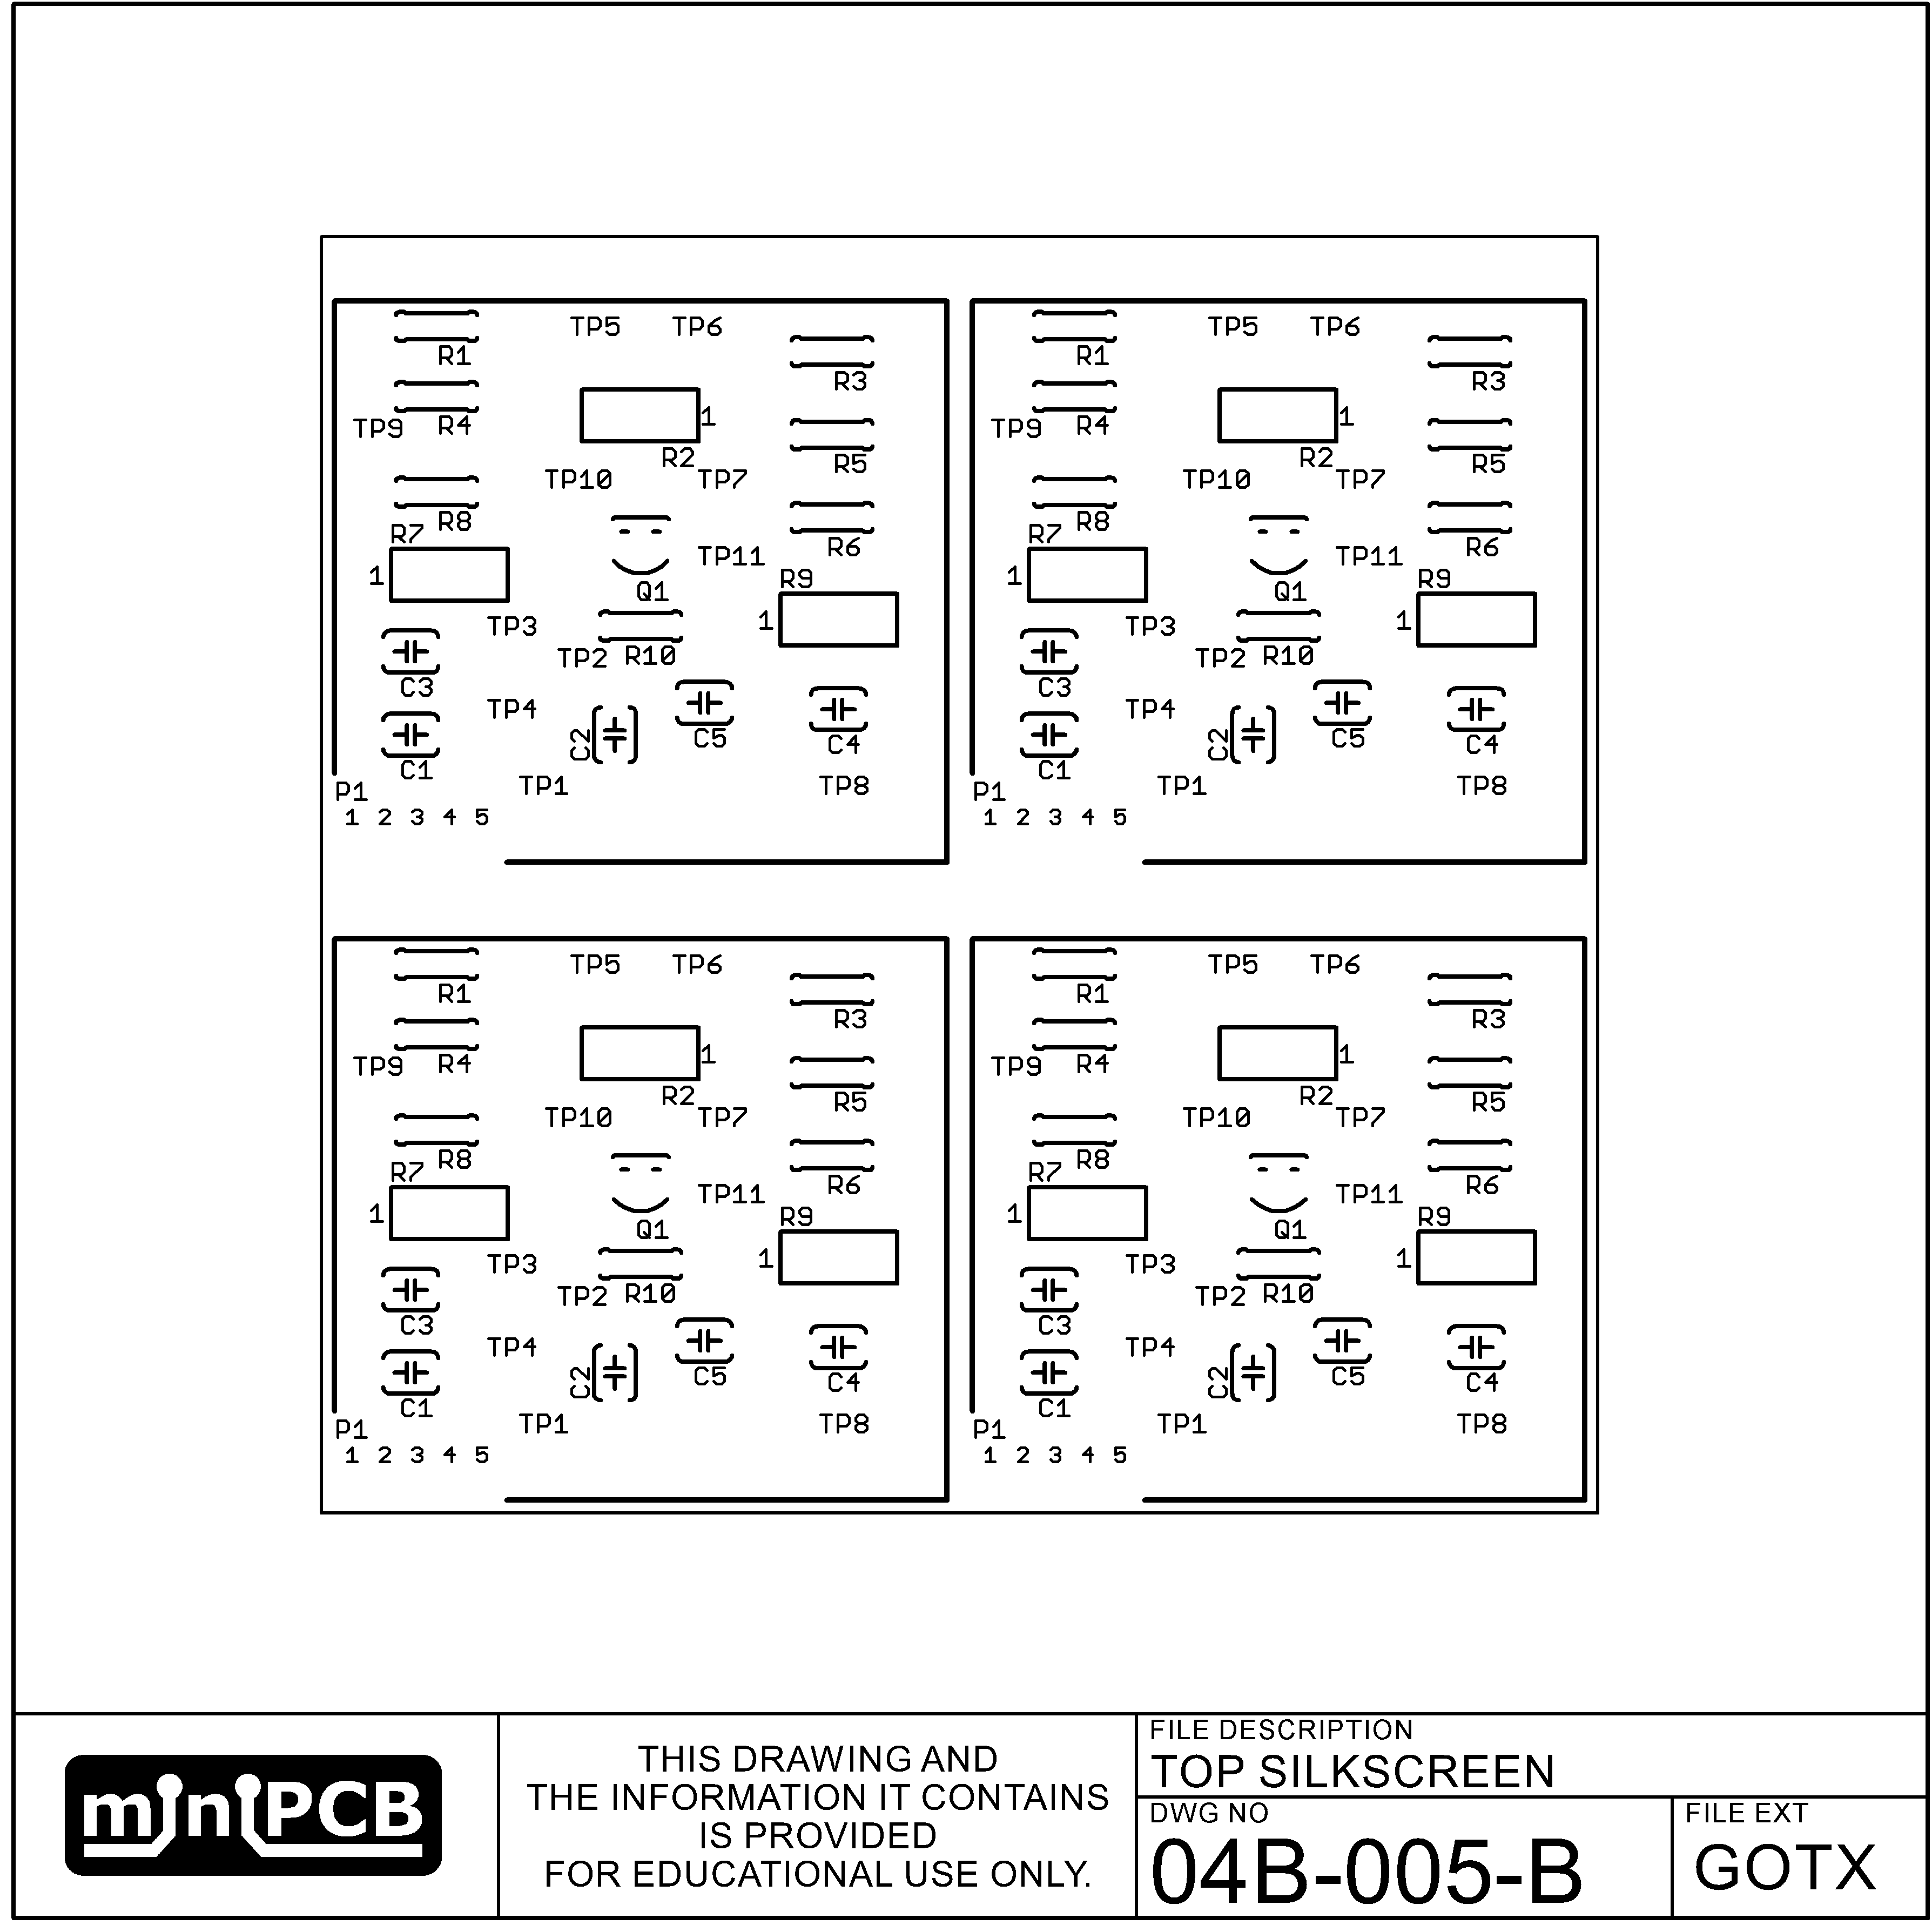 TP5 TP6 TP5 TP6
R1 R1
R3 R3
1 1
TP9 R4 TP9 R4
R2 R5 R2 R5
TP10 TP7 TP10 TP7
R8 R8
R7 R6 R7 R6
TP11 TP11
1 R9 1 R9
Q1 Q1
TP3 1 TP3 1
TP2 R10 TP2 R10
C3 C3
TP4 TP4
C2 C5 C4 C2 C5 C4
C1 C1
P1 TP1 TP8 P1 TP1 TP8
1 2 3 4 5 1 2 3 4 5
TP5 TP6 TP5 TP6
R1 R1
R3 R3
1 1
TP9 R4 TP9 R4
R2 R5 R2 R5
TP10 TP7 TP10 TP7
R8 R8
R7 R6 R7 R6
TP11 TP11
1 R9 1 R9
Q1 Q1
TP3 1 TP3 1
TP2 R10 TP2 R10
C3 C3
TP4 TP4
C2 C5 C4 C2 C5 C4
C1 C1
P1 TP1 TP8 P1 TP1 TP8
1 2 3 4 5 1 2 3 4 5
miniPCB
THIS DRAWING AND
THE INFORMATION IT CONTAINS
IS PROVIDED
FOR EDUCATIONAL USE ONLY.
FILE DESCRIPTION
TOP SILKSCREEN
DWG NO
04B-005-B
FILE EXT
GOTX